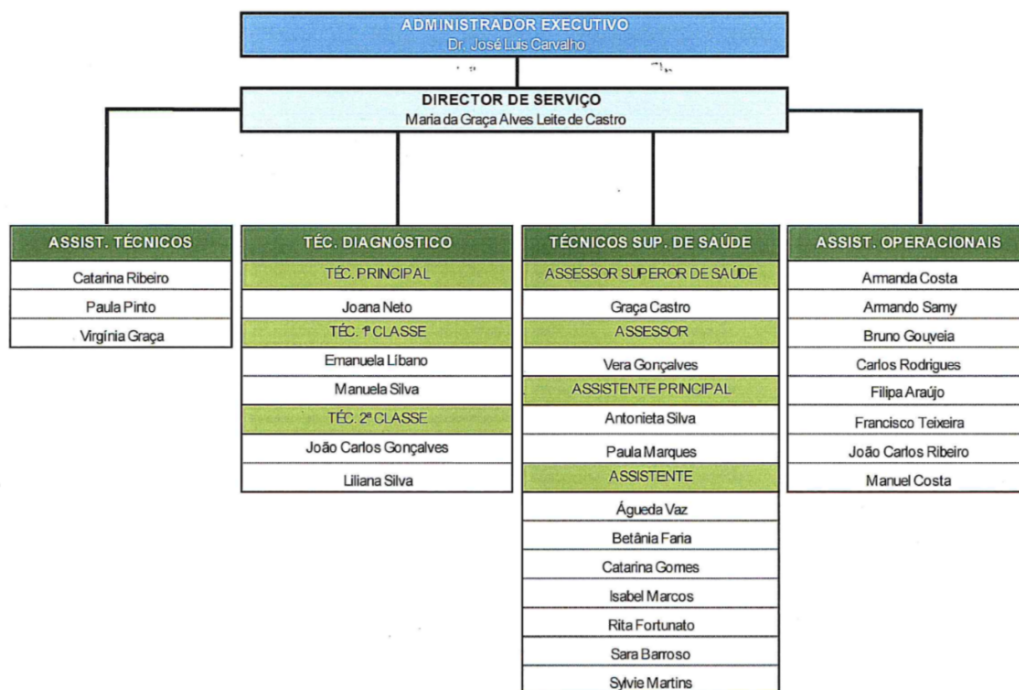 ADMINISTRADOR EXECUTIVO
Dr. José Luis Carvalho
DIRECTOR DE SERVIÇO
Maria da Graça Alves Leite de Castro
ASSIST. TÉCNICOS
Catarina Ribeiro
Paula Pinto
Virgínia Graça
TÉC. DIAGNÓSTICO
TÉC. PRINCIPAL
Joana Neto
TÉC. 1ª CLASSE
Emanuela Líbano
Manuela Silva
TÉC. 2ª CLASSE
João Carlos Gonçalves
Liliana Silva
TÉCNICOS SUP. DE SAÚDE
ASSESSOR SUPEROR DE SAÚDE
Graça Castro
ASSESSOR
Vera Gonçalves
ASSISTENTE PRINCIPAL
Antonieta Silva
Paula Marques
ASSISTENTE
Águeda Vaz
Betânia Faria
Catarina Gomes
Isabel Marcos
Rita Fortunato
Sara Barroso
Sylvie Martins
ASSIST. OPERACIONAIS
Armanda Costa
Armando Samy
Bruno Gouveia
Carlos Rodrigues
Filipa Araújo
Francisco Teixeira
João Carlos Ribeiro
Manuel Costa